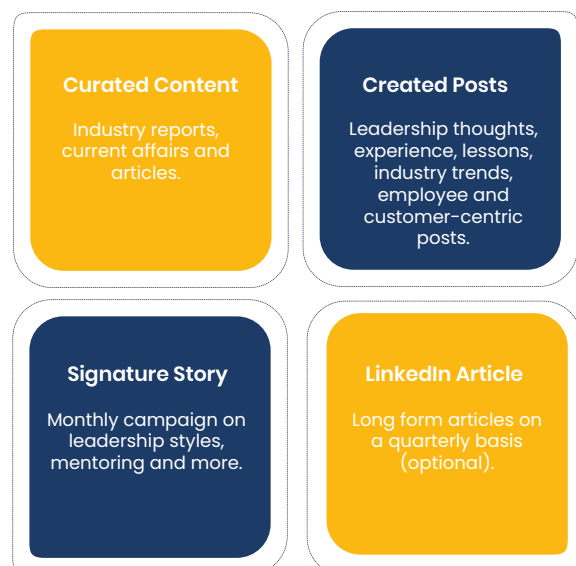 Curated Content
Industry reports,
current affairs and
articles.
Created Posts
Leadership thoughts,
experience, lessons,
industry trends,
employee and
customer-centric
posts.
Signature Story
Monthly campaign on
leadership styles,
mentoring and more.
LinkedIn Article
Long form articles on
a quarterly basis
(optional).